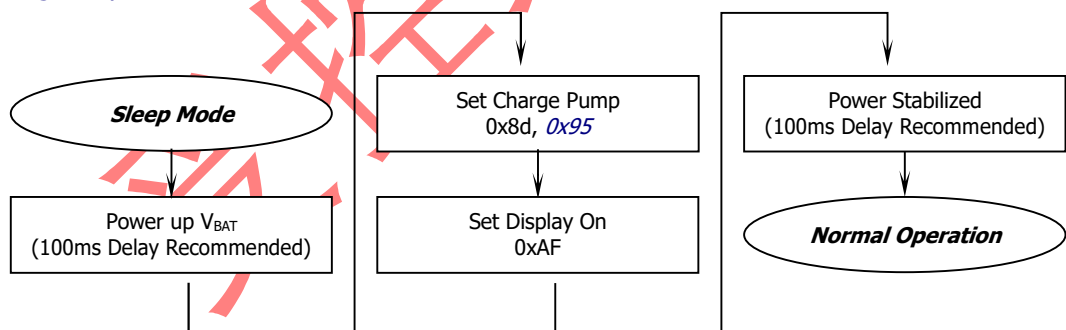 Sleep Mode
Power up VBAT
(100ms Delay Recommended)
Set Charge Pump
0x8d, 0x95
Set Display On
0xAF
Power Stabilized
(100ms Delay Recommended)
Normal Operation